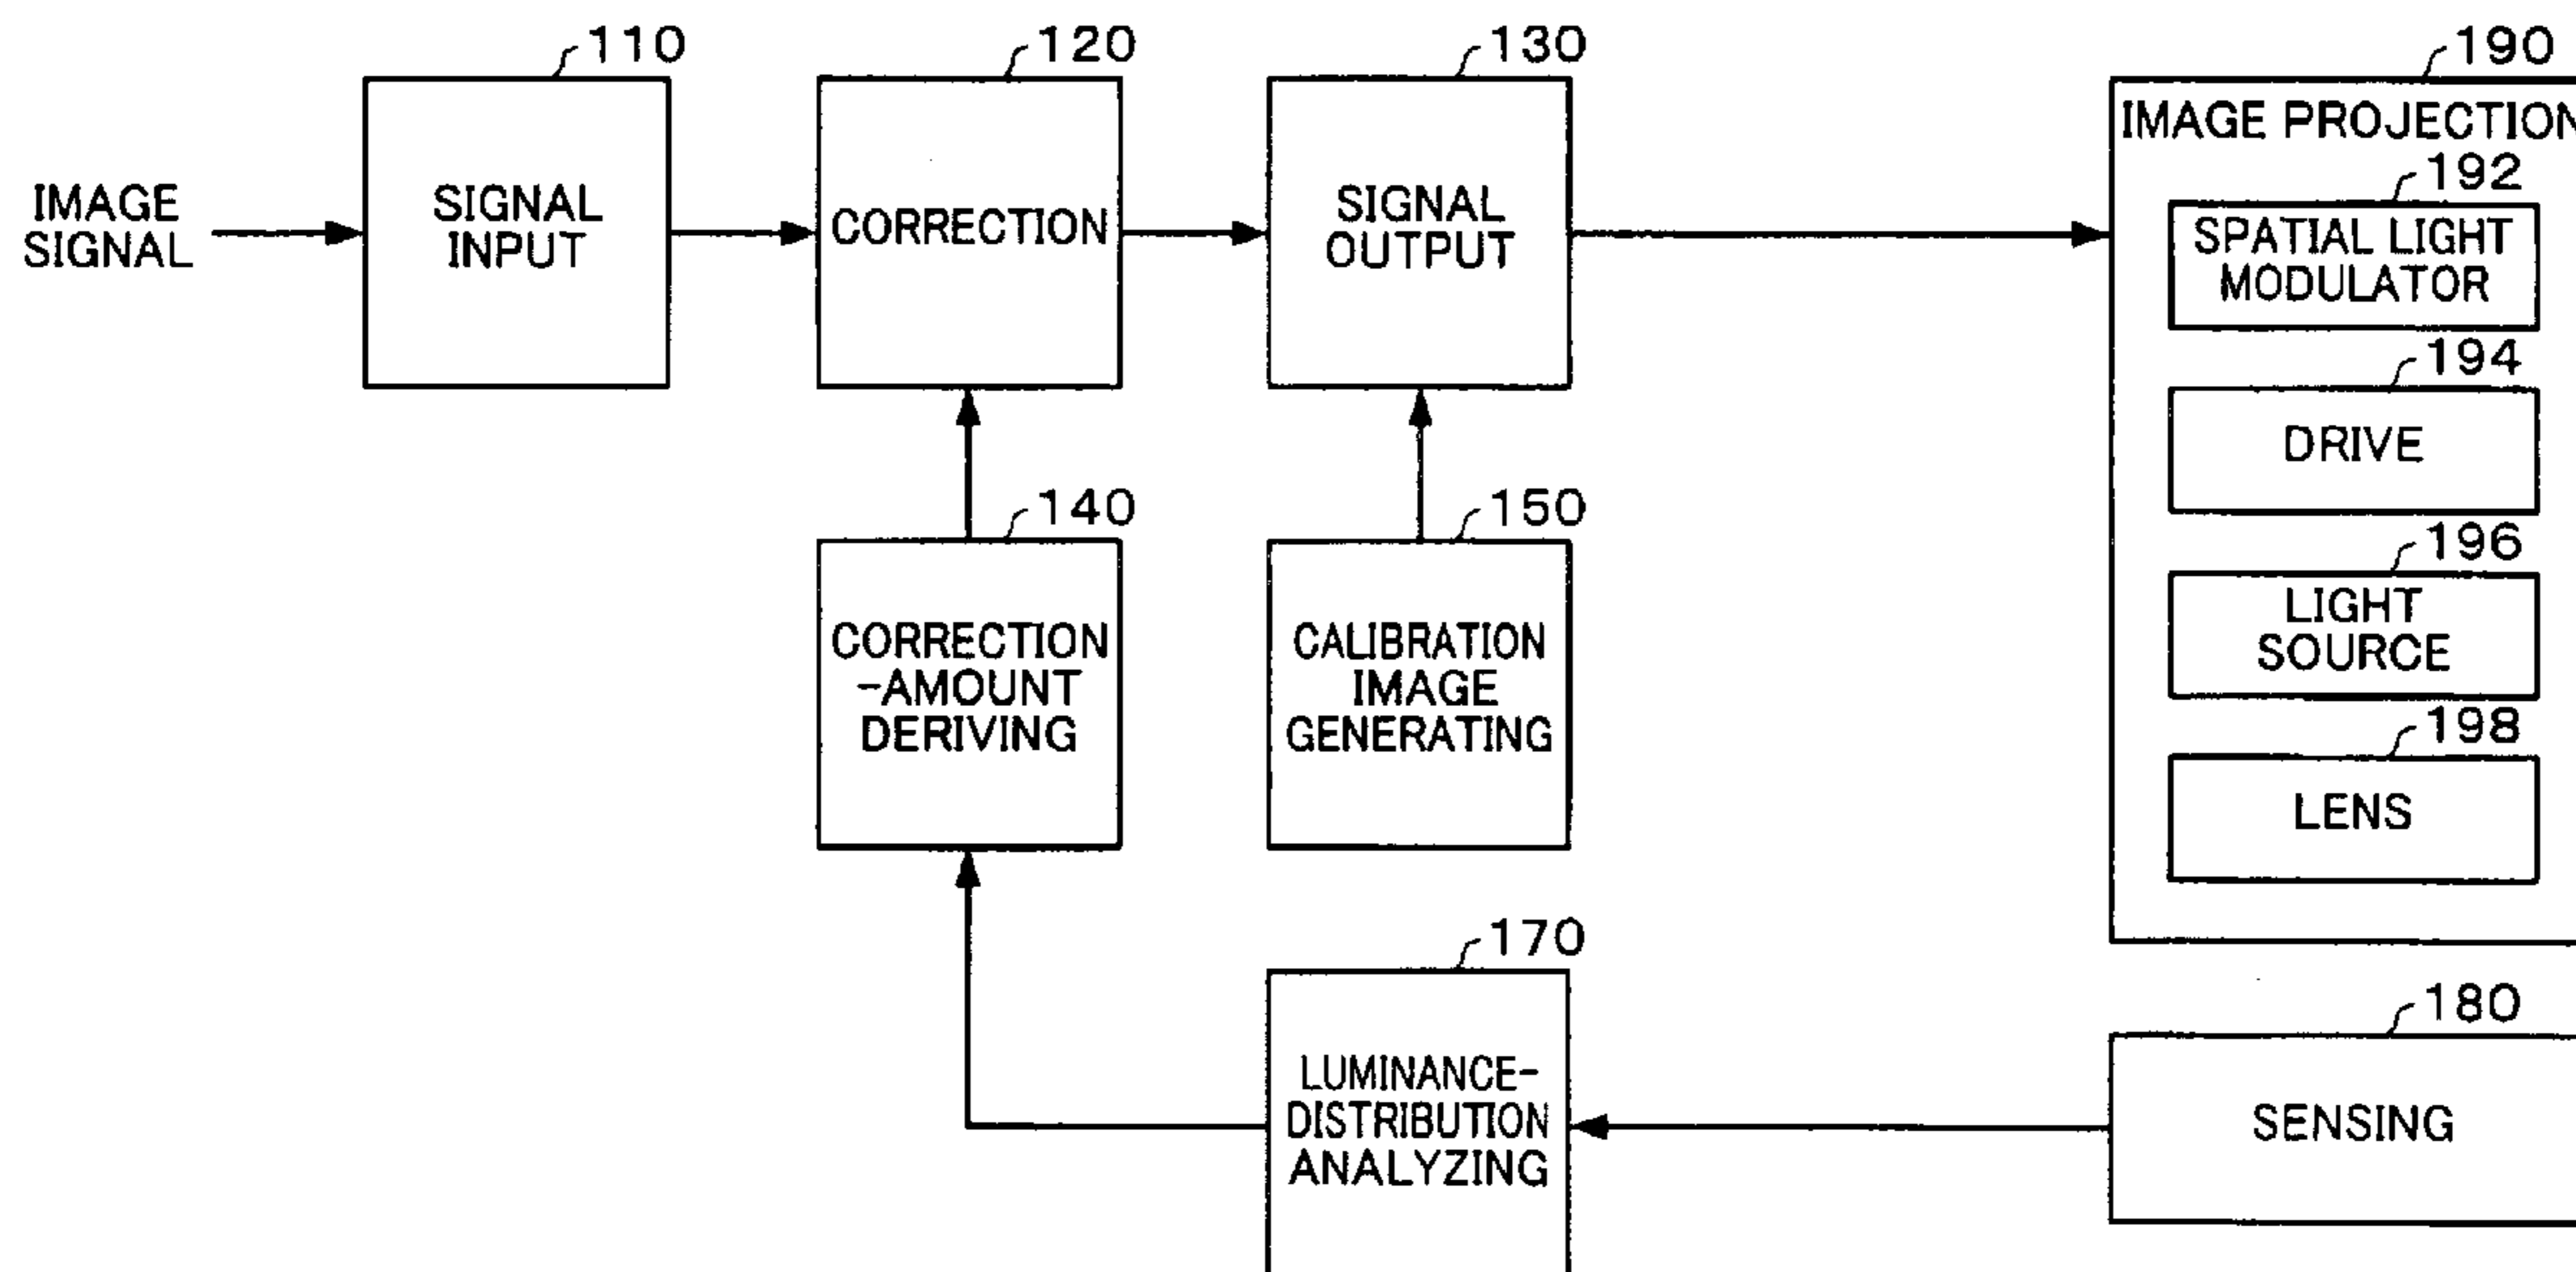 110
120
130
190
IMAGE
SIGNAL
SIGNAL
INPUT
CORRECTION
SIGNAL
OUTPUT
IMAGE PROJECTION
192
SPATIAL LIGHT
MODULATOR
194
DRIVE
140
150
196
CORRECTION
-AMOUNT
DERIVING
CALIBRATION
IMAGE
GENERATING
LIGHT
SOURCE
198
LENS
170
180
LUMINANCE-
DISTRIBUTION
ANALYZING
SENSING